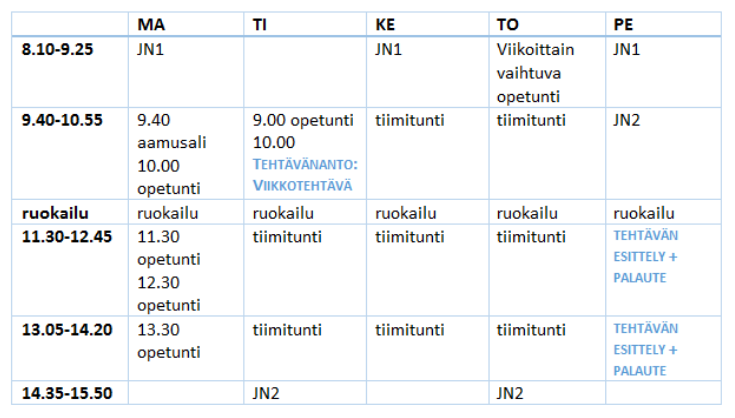 MA TI KE TO PE
8.10-9.25 JN1 JN1 Viikoittain JN1
vaihtuva
opetunti
9.40-10.55 9.40 9.00 opetunti tiimitunti tiimitunti JN2
aamusali 10.00
10.00 TEHTÄVÄNANTO:
opetunti VIIKKOTEHTÄVÄ
ruokailu ruokailu ruokailu ruokailu ruokailu ruokailu
11.30-12.45 11.30 tiimitunti tiimitunti tiimitunti TEHTÄVÄN
opetunti ESITTELY +
12.30 PALAUTE
opetunti
13.05-14.20 13.30 tiimitunti tiimitunti tiimitunti TEHTÄVÄN
opetunti ESITTELY +
PALAUTE
14.35-15.50 JN2 JN2